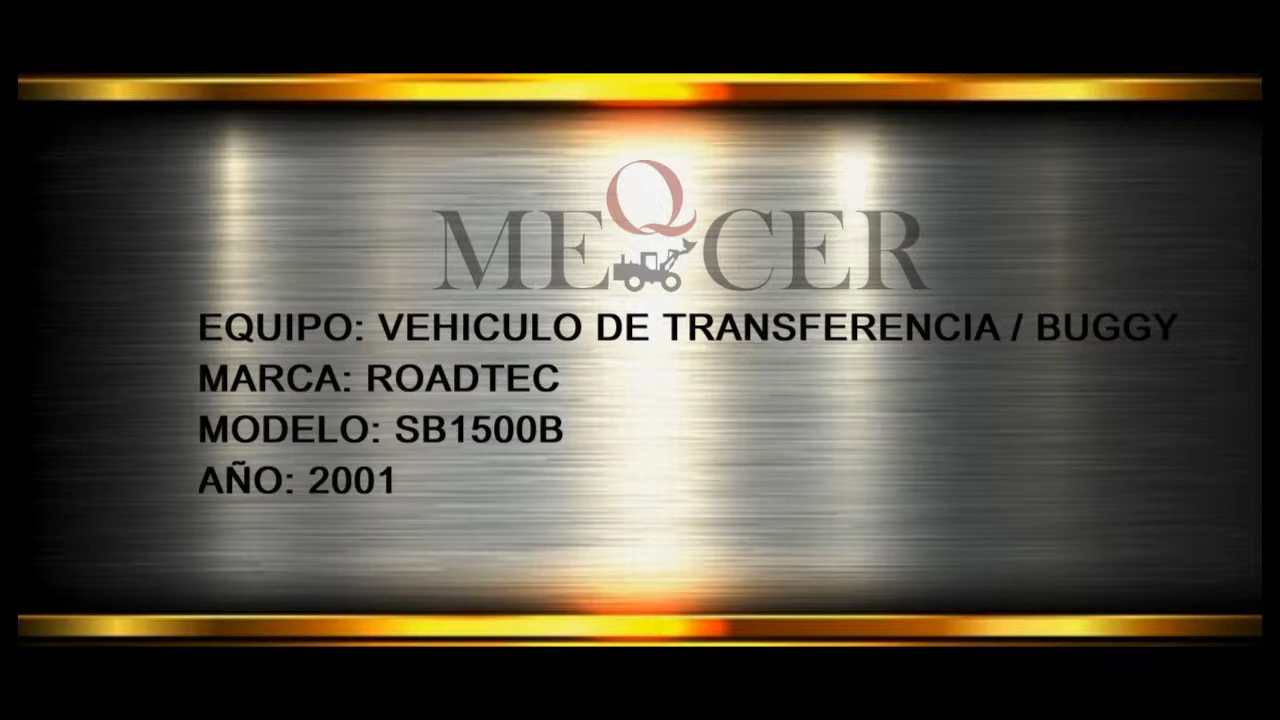 MEQCER
EQUIPO: VEHICULO DE TRANSFERENCIA / BUGGY
MARCA: ROADTEC
MODELO: SB1500B
AÑO: 2001